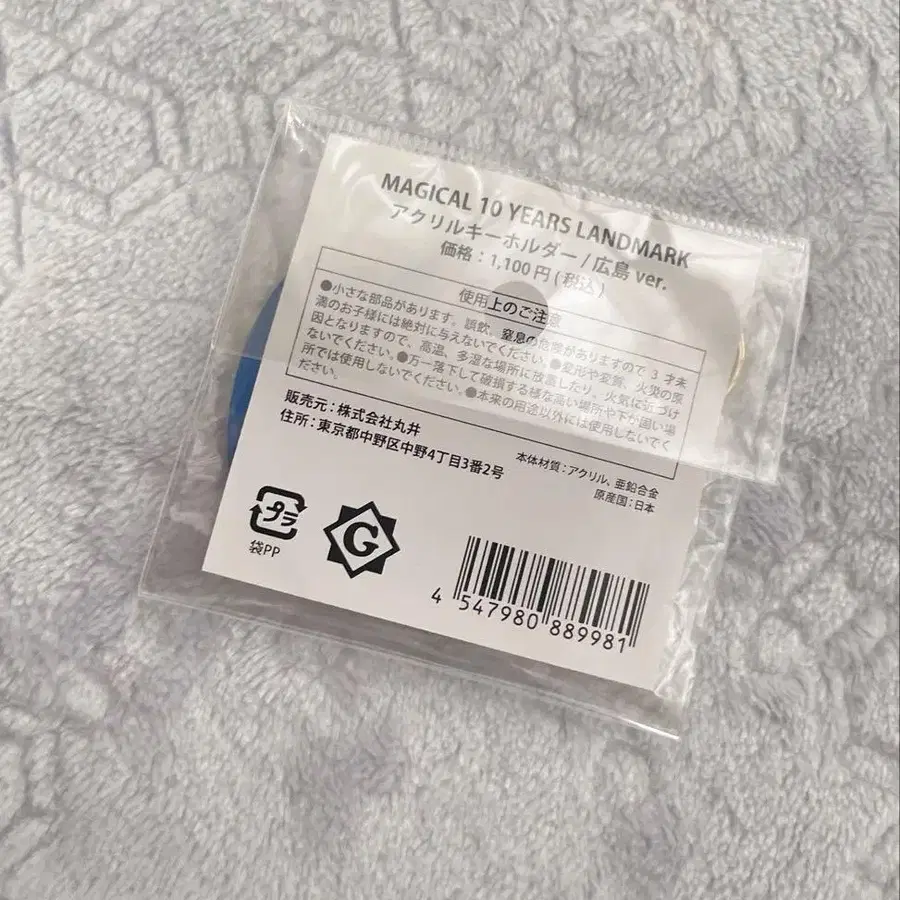 MAGICAL 10 YEARS LANDMARK
アクリルキーホルダー / 広島 ver.
価格：1,100円(税込)
使用上のご注意
●小さな部品があります。誤飲、窒息の危険がありますので 3 才未
満のお子様には絶対に与えないでください。●変形や変質、火災の原
因となりますので、高温、多湿な場所に放置したり、火気に近づけ
ないでください。●万一落下して破損する様な高い場所や下が固い場
所では使用しないでください。●本来の用途以外には使用しないでく
ださい。
販売元：株式会社丸井
住所：東京都中野区中野4丁目3番2号
本体材質：アクリル、亜鉛合金
原産国：日本
プラ
袋PP
G
4 547980 889981